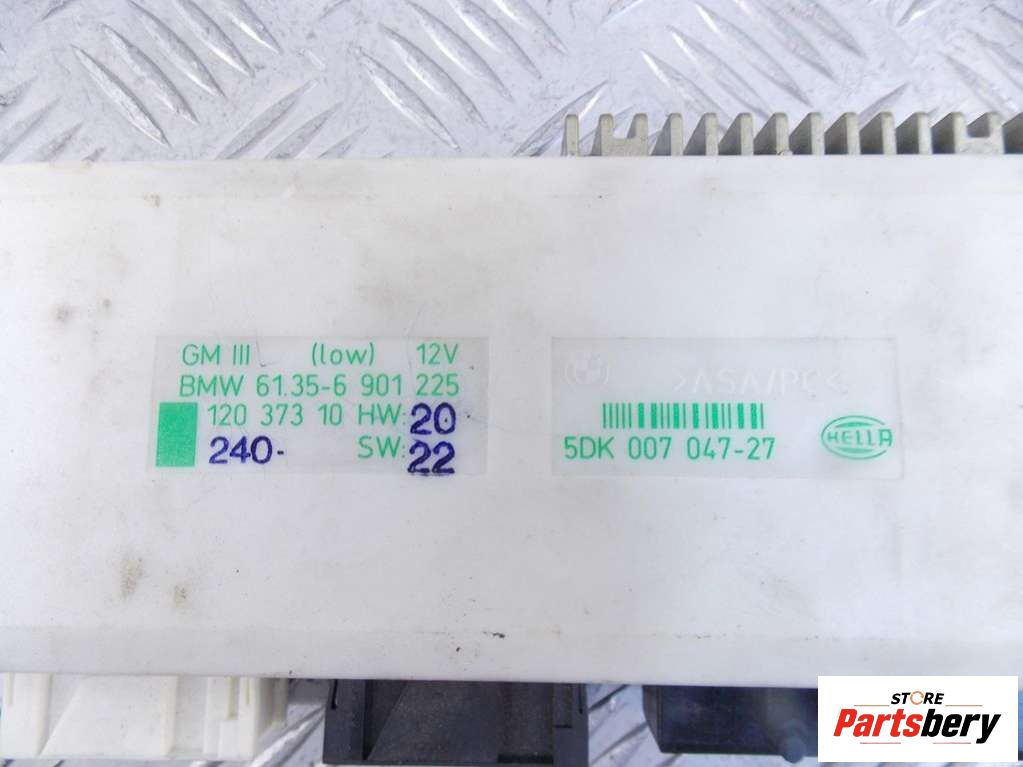 GM III (low) 12V
BMW 61.35-6 901 225
120 373 10 HW: 20
240- SW: 22
>ASA/PC<
5DK 007 047-27
HELLA
STORE
Partsbery